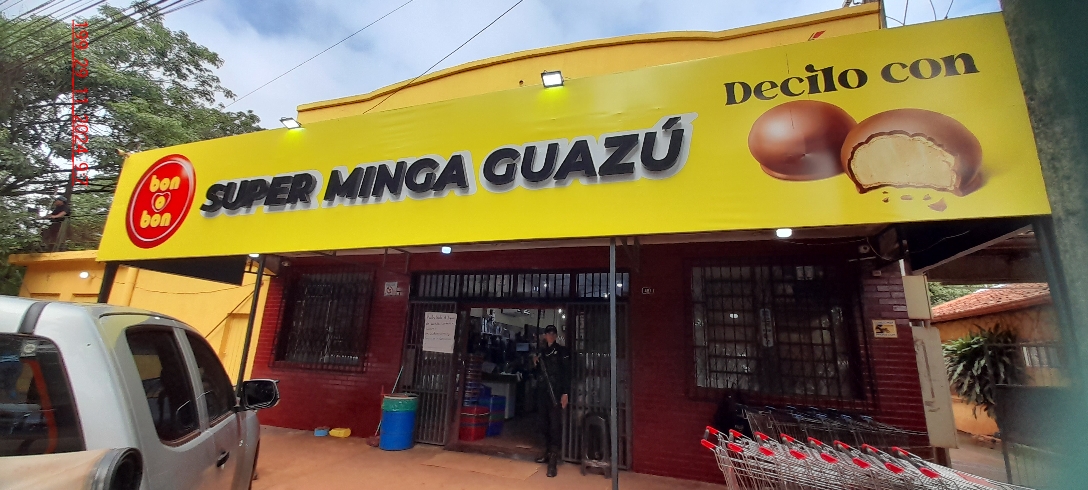 bon
o
bon
SUPER MINGA GUAZÚ
Decilo con